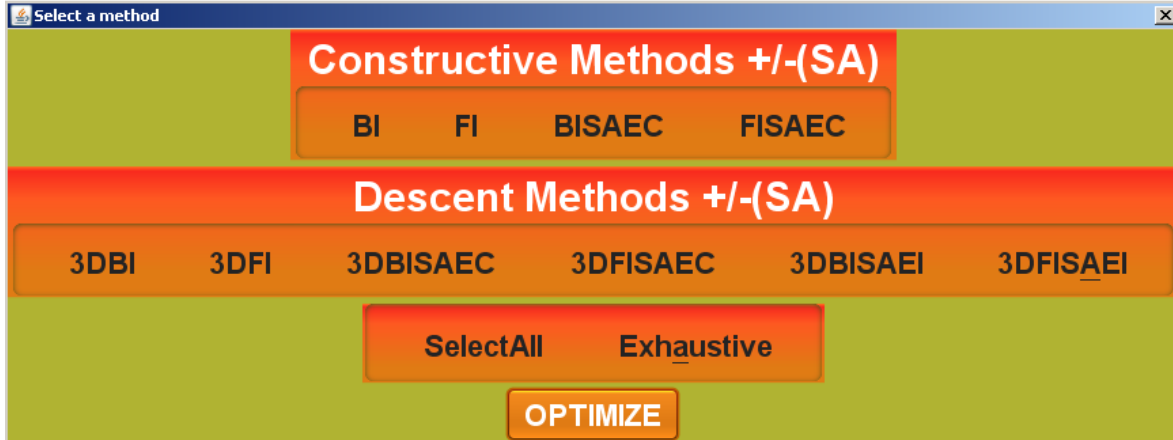 Select a method
Constructive Methods +/-(SA)
BI FI BISAEC FISAEC
Descent Methods +/-(SA)
3DBI 3DFI 3DBISAEC 3DFISAEC 3DBISAEI 3DFISAEI
SelectAll Exhaustive
OPTIMIZE